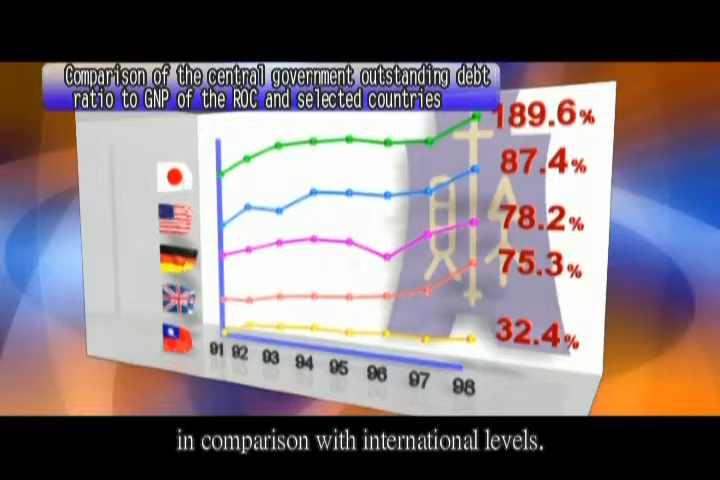 Comparison of the central government outstanding debt
ratio to GNP of the ROC and selected countries
189.6%
87.4%
78.2%
75.3%
32.4%
91 92 93 94 95 96 97 98
in comparison with international levels.